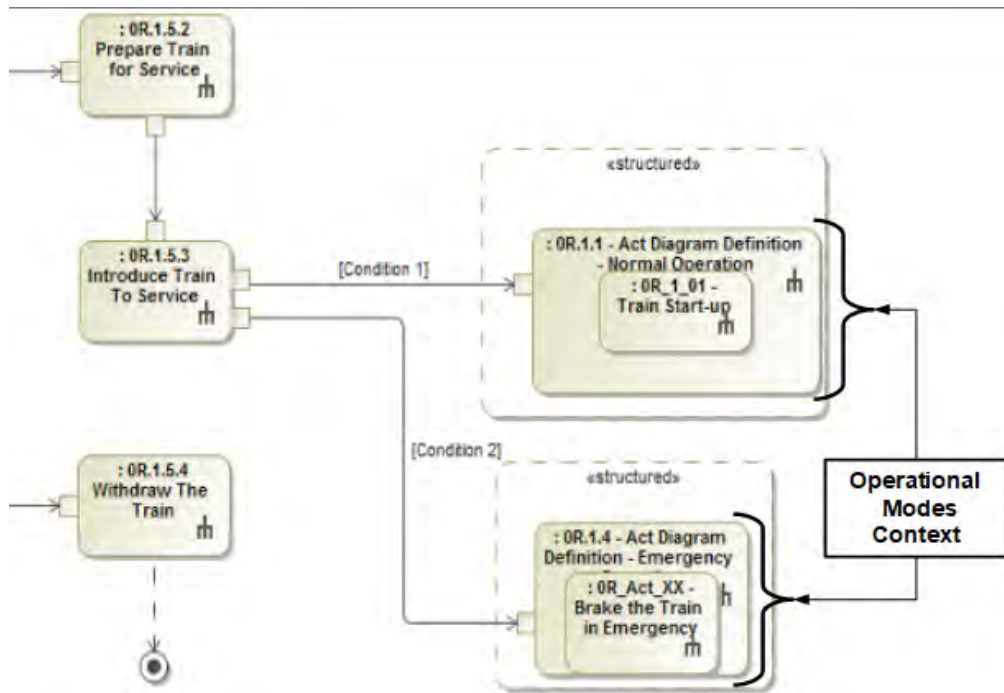 : 0R.1.5.2
Prepare Train
for Service
«structured»
: 0R.1.5.3
Introduce Train
To Service
[Condition 1]
: 0R.1.1 - Act Diagram Definition
- Normal Operation
: 0R_1_01 -
Train Start-up
[Condition 2]
: 0R.1.5.4
Withdraw The
Train
«structured»
: 0R.1.4 - Act Diagram
Definition - Emergency
: 0R_Act_XX -
Brake the Train
in Emergency
Operational
Modes
Context